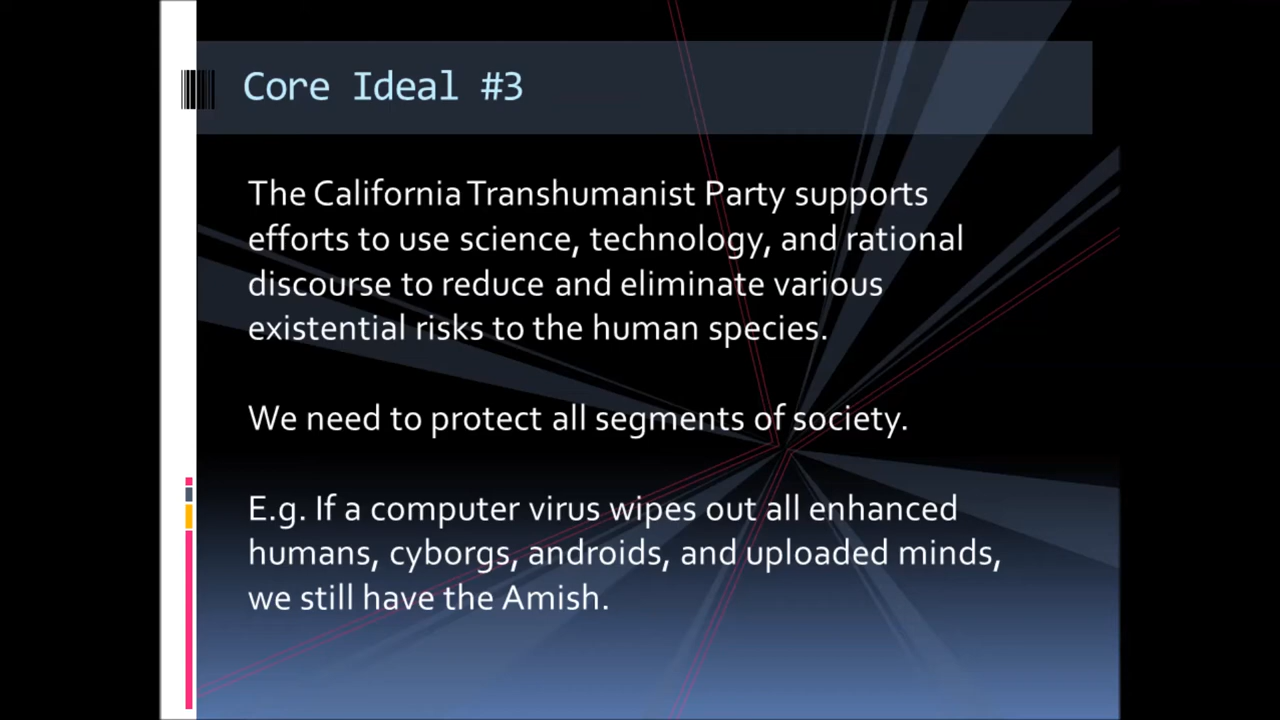 Core Ideal #3
The California Transhumanist Party supports
efforts to use science, technology, and rational
discourse to reduce and eliminate various
existential risks to the human species.
We need to protect all segments of society.
E.g. If a computer virus wipes out all enhanced
humans, cyborgs, androids, and uploaded minds,
we still have the Amish.